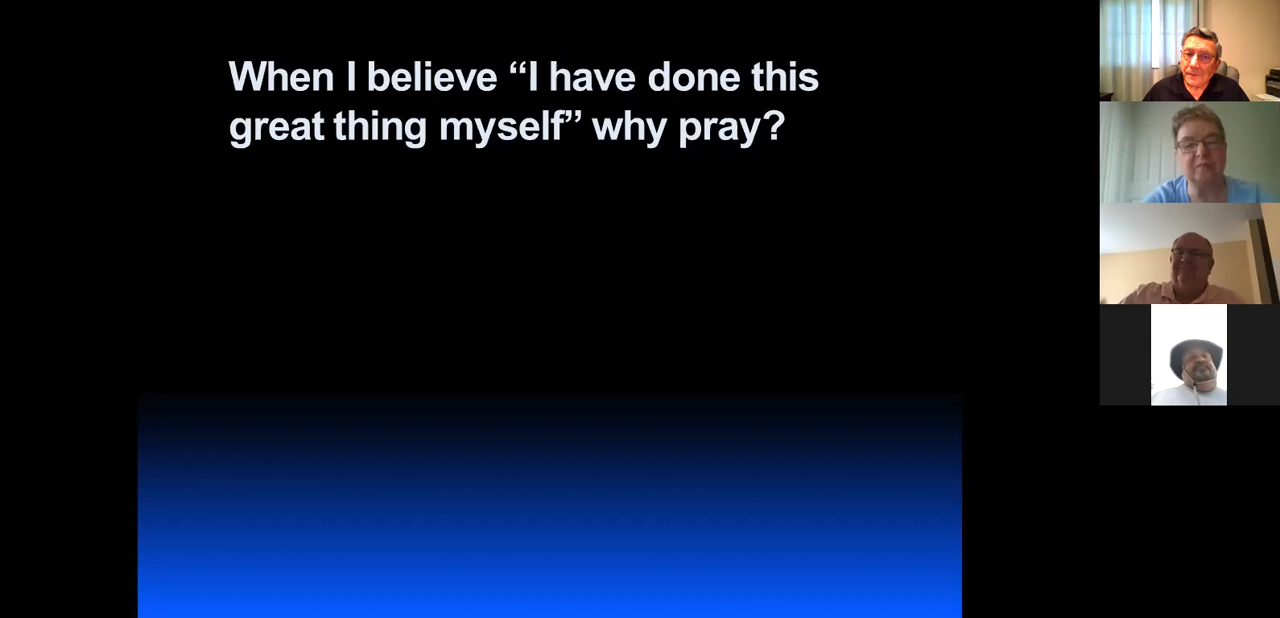 When I believe “I have done this
great thing myself” why pray?